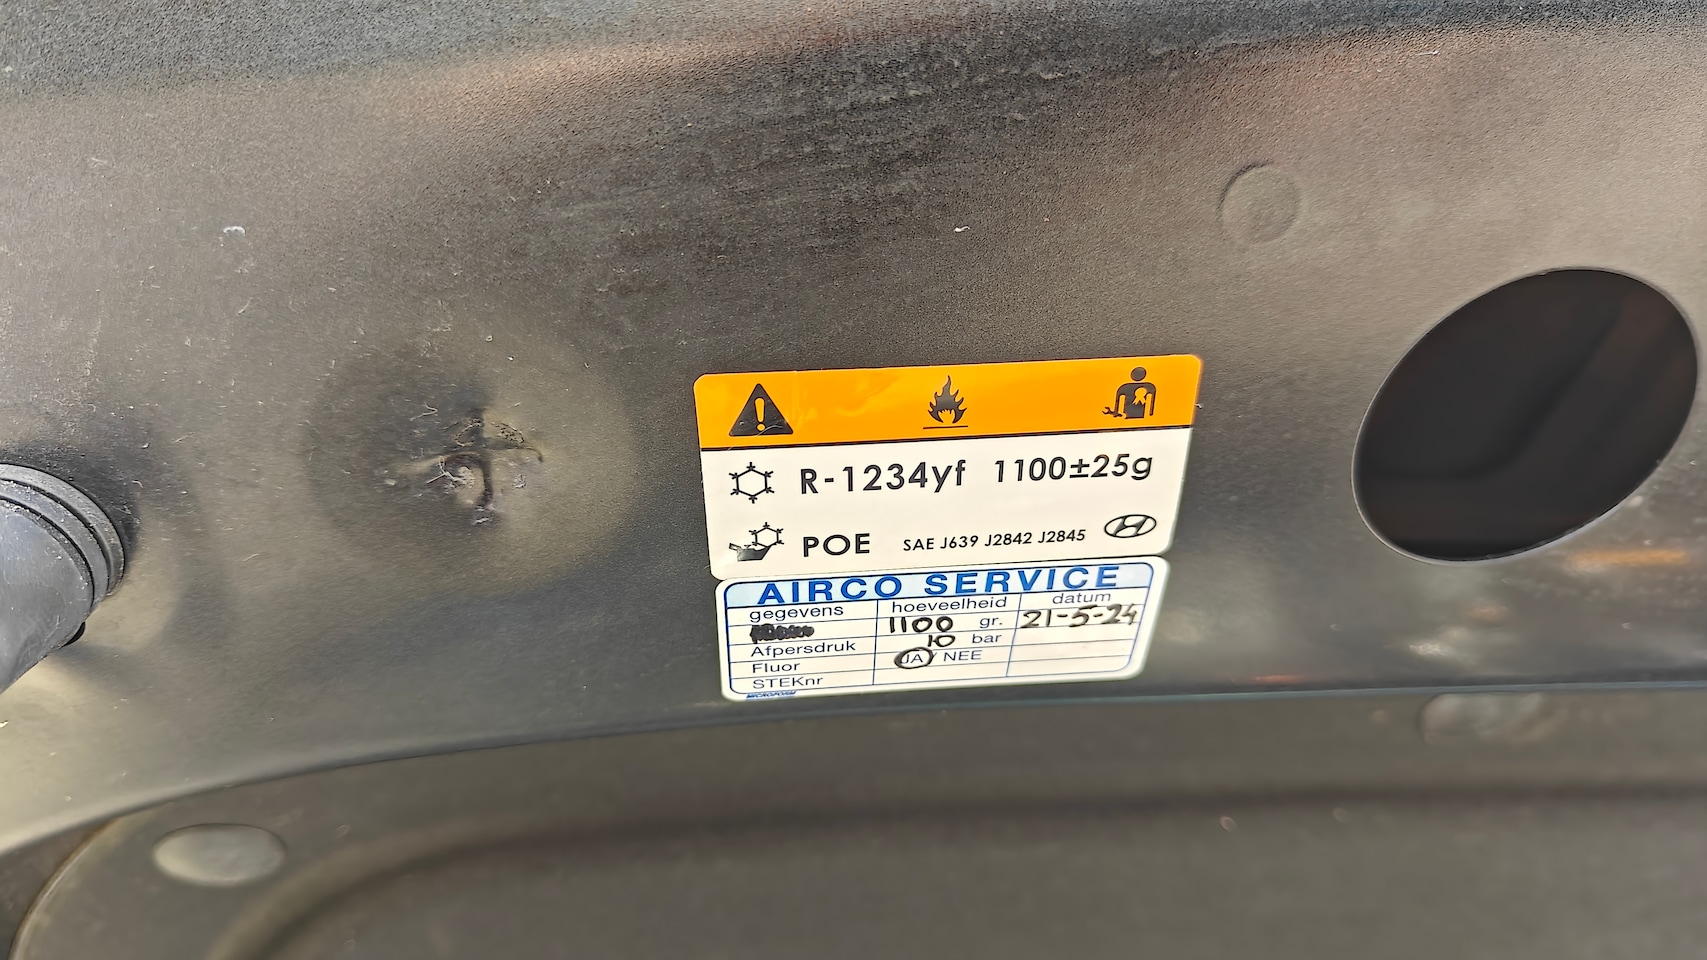 R-1234yf 1100±25g
POE SAE J639 J2842 J2845
AIRCO SERVICE
gegevens hoeveelheid datum
1100 gr. 21-5-24
Afpersdruk 10 bar
Fluor JA / NEE
STEKnr
MICROFORM